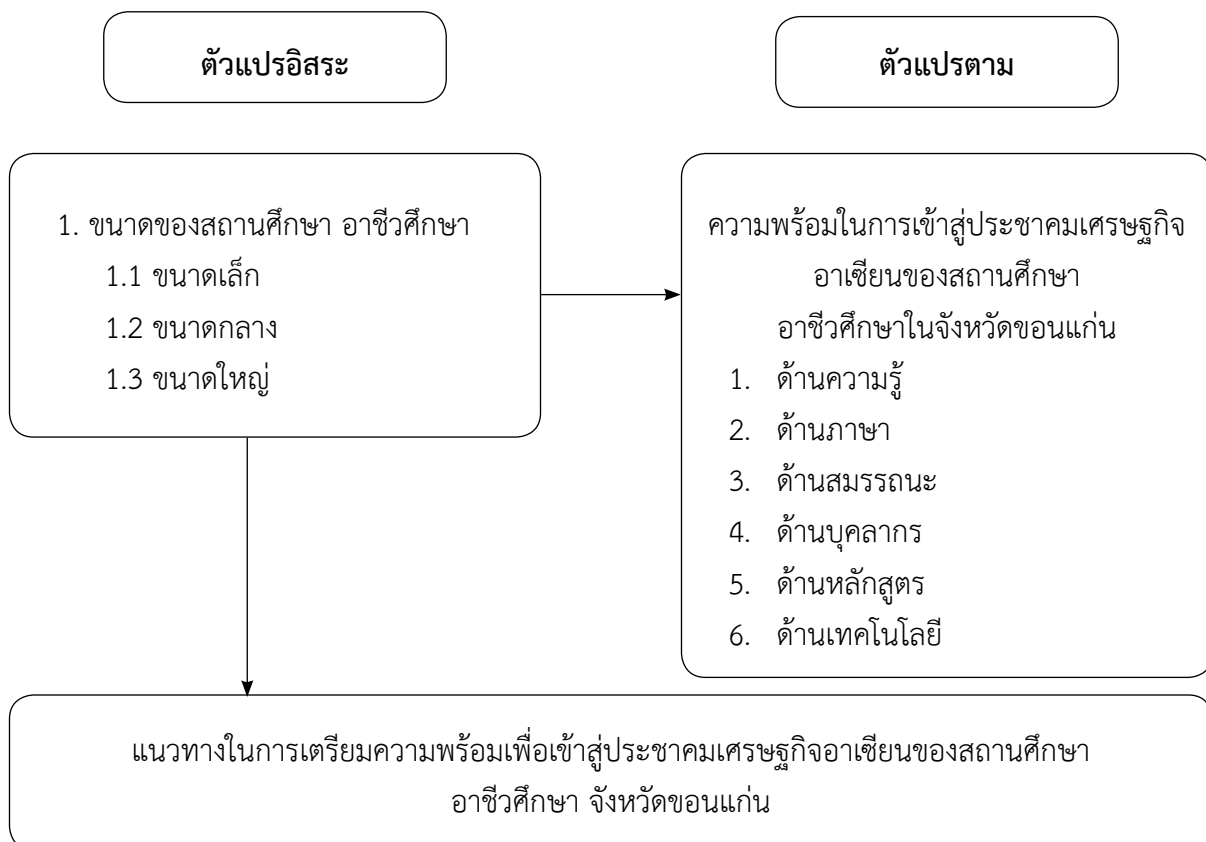 ตัวแปรอิสระ
ตัวแปรตาม
1. ขนาดของสถานศึกษา อาชีวศึกษา
1.1 ขนาดเล็ก
1.2 ขนาดกลาง
1.3 ขนาดใหญ่
ความพร้อมในการเข้าสู่ประชาคมเศรษฐกิจ
อาเซียนของสถานศึกษา
อาชีวศึกษาในจังหวัดขอนแก่น
1. ด้านความรู้
2. ด้านภาษา
3. ด้านสมรรถนะ
4. ด้านบุคลากร
5. ด้านหลักสูตร
6. ด้านเทคโนโลยี
แนวทางในการเตรียมความพร้อมเพื่อเข้าสู่ประชาคมเศรษฐกิจอาเซียนของสถานศึกษา
อาชีวศึกษา จังหวัดขอนแก่น